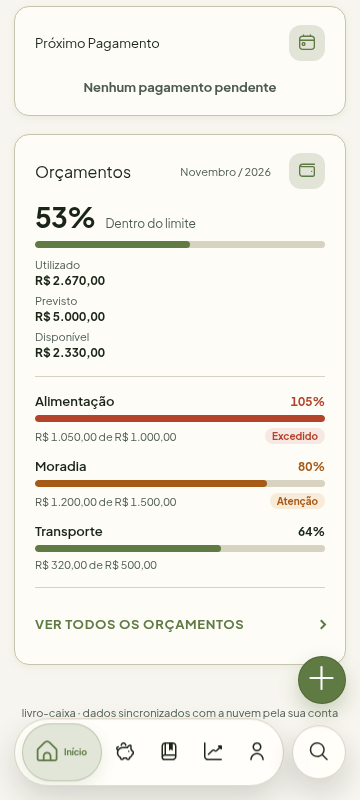 Próximo Pagamento
Nenhum pagamento pendente
Orçamentos
Novembro / 2026
53% Dentro do limite
Utilizado
R$ 2.670,00
Previsto
R$ 5.000,00
Disponível
R$ 2.330,00
Alimentação 105%
R$ 1.050,00 de R$ 1.000,00 Excedido
Moradia 80%
R$ 1.200,00 de R$ 1.500,00 Atenção
Transporte 64%
R$ 320,00 de R$ 500,00
VER TODOS OS ORÇAMENTOS
livro-caixa · dados sincronizados com a nuvem pela sua conta
Início